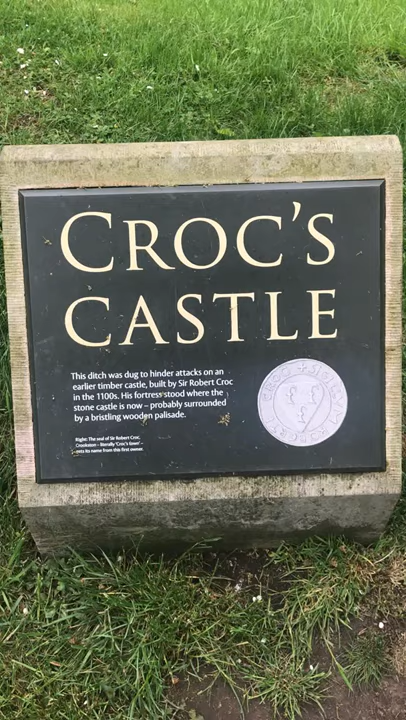 CROC'S
CASTLE
This ditch was dug to hinder attacks on an
earlier timber castle, built by Sir Robert Croc
in the 1100s. His fortress stood where the
stone castle is now – probably surrounded
by a bristling wooden palisade.
Right: The seal of Sir Robert Croc.
Crookston – literally 'Croc's town' –
gets its name from this first owner.